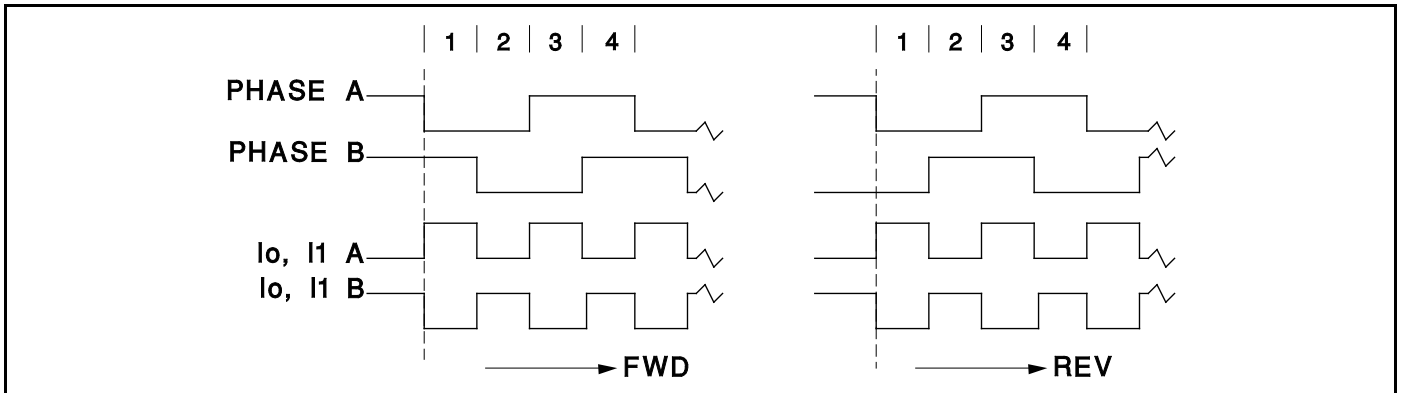 1 2 3 4 1 2 3 4
PHASE A
PHASE B
Io, I1 A
Io, I1 B
FWD REV